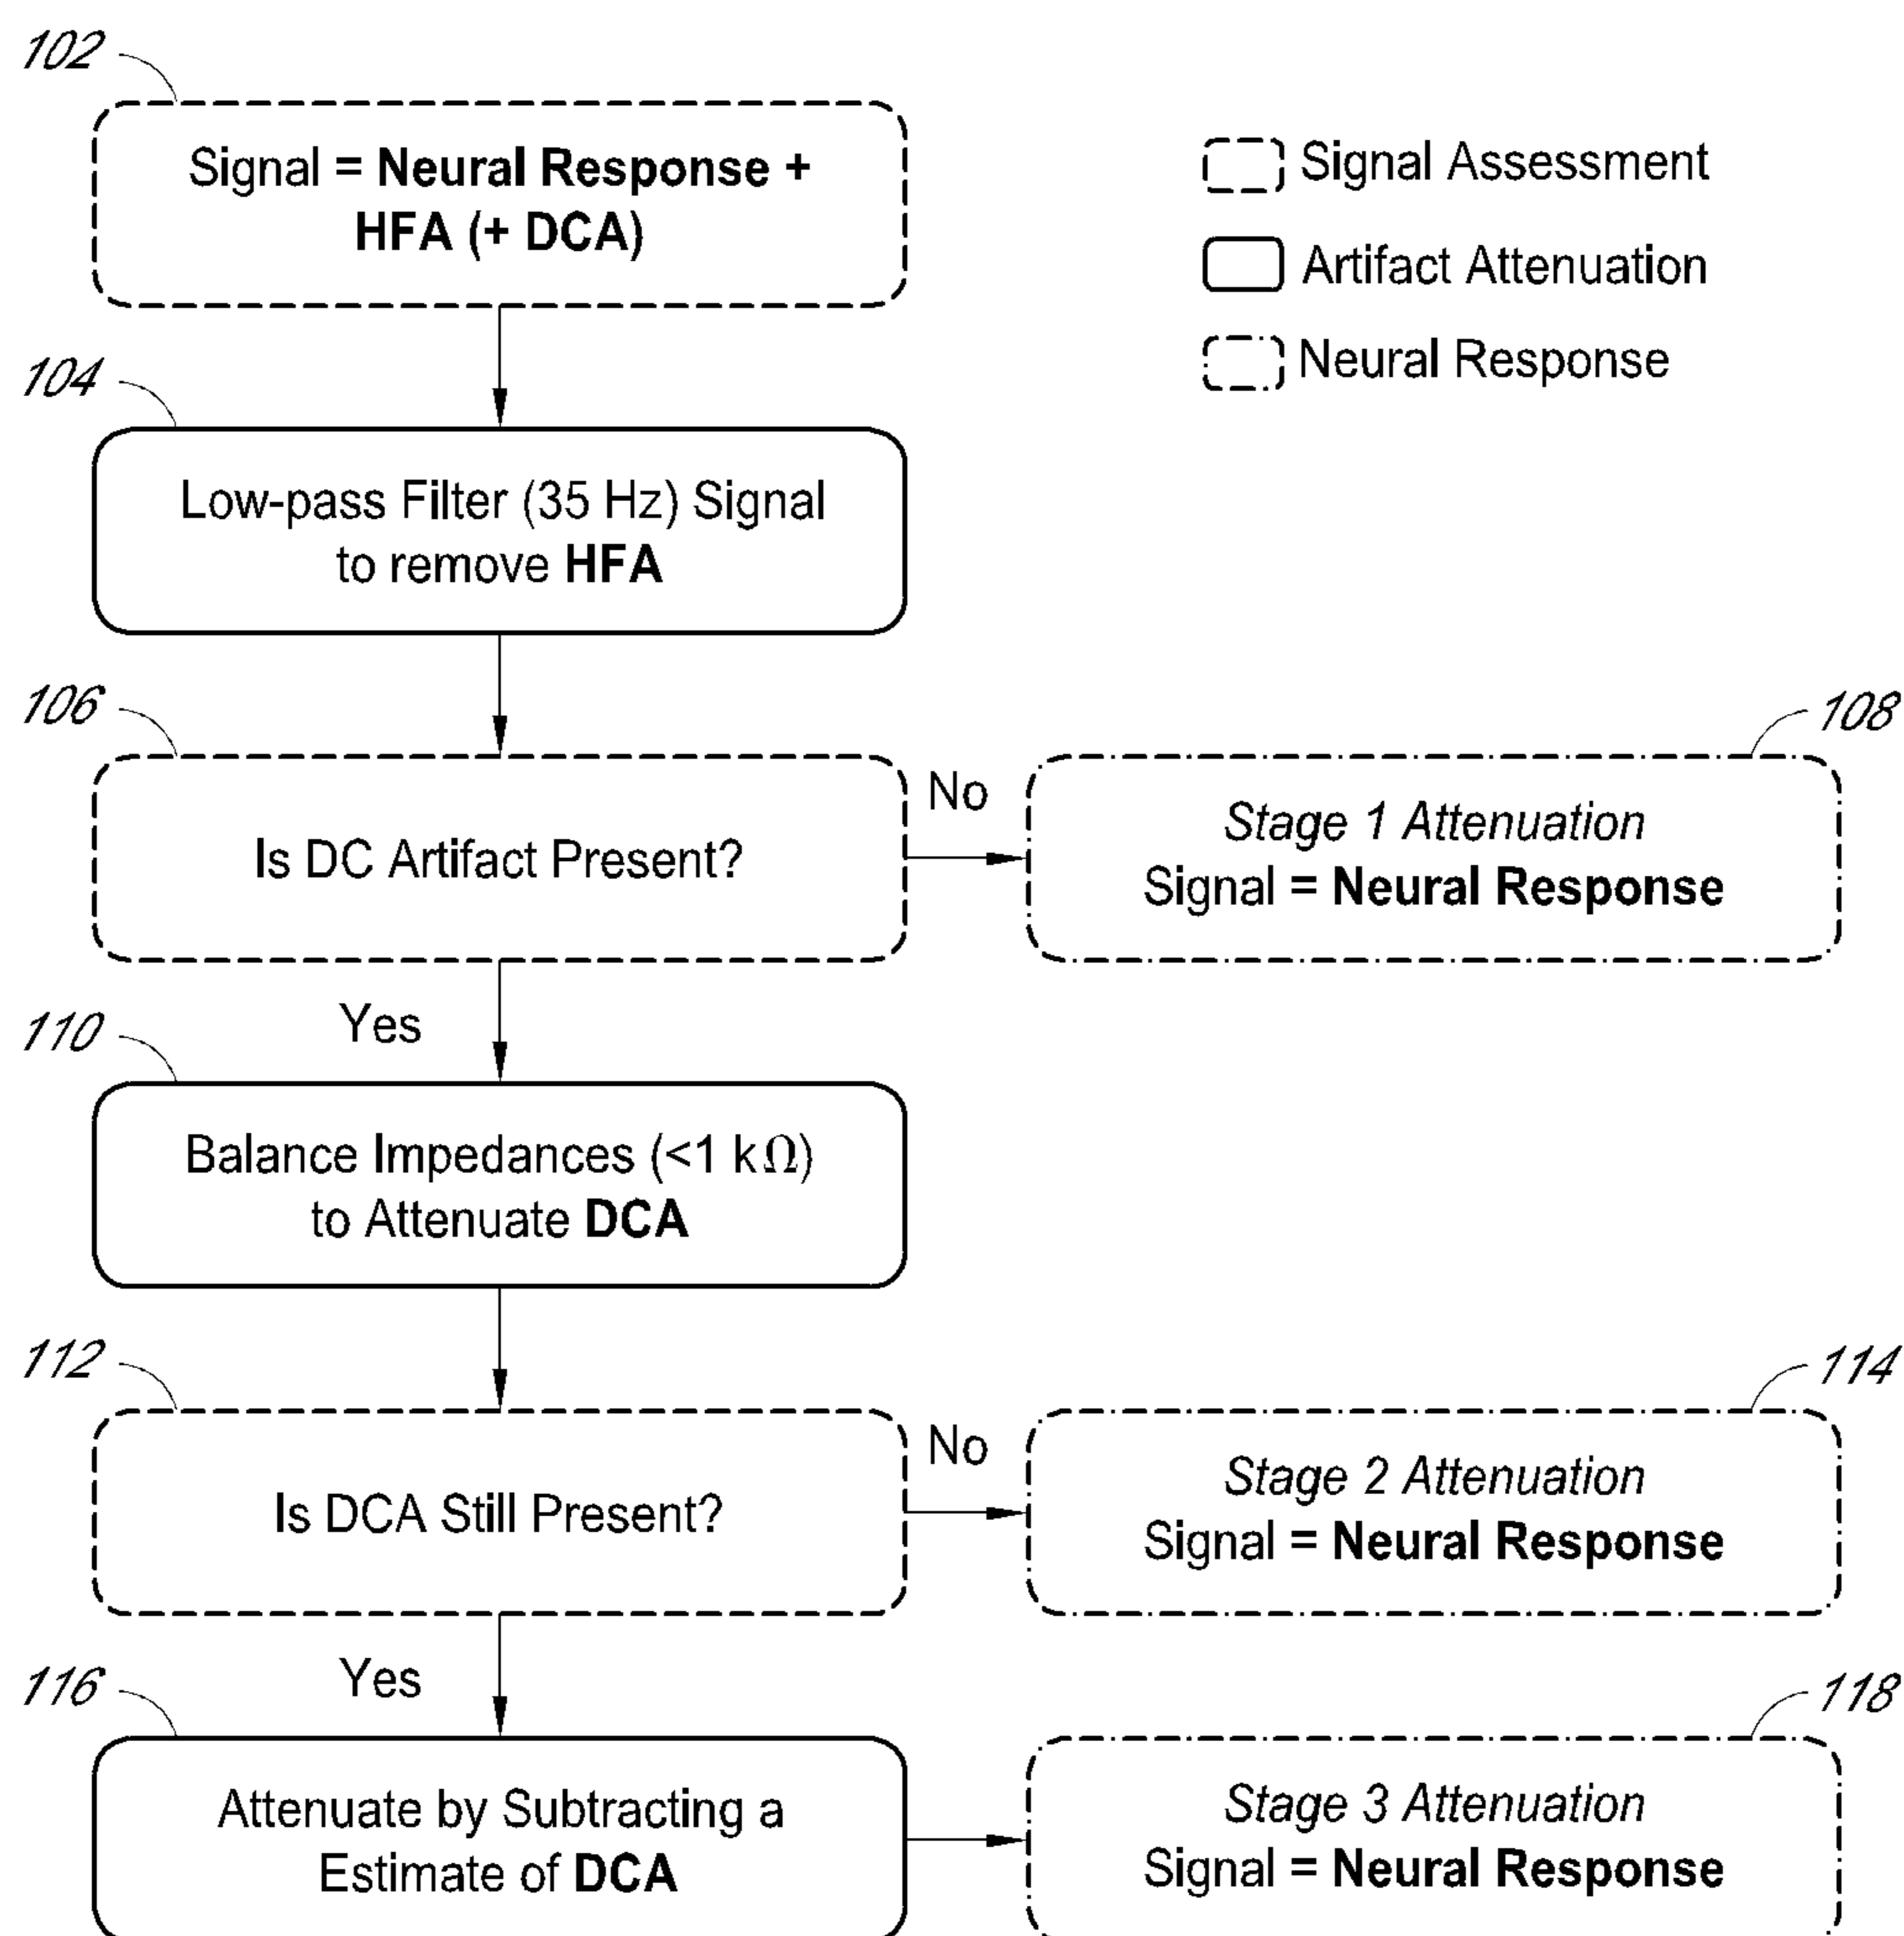 102
Signal = Neural Response +
HFA (+ DCA)
Signal Assessment
Artifact Attenuation
Neural Response
104
Low-pass Filter (35 Hz) Signal
to remove HFA
106
Is DC Artifact Present?
No
108
Stage 1 Attenuation
Signal = Neural Response
Yes
110
Balance Impedances (<1 kΩ)
to Attenuate DCA
112
Is DCA Still Present?
No
114
Stage 2 Attenuation
Signal = Neural Response
Yes
116
Attenuate by Subtracting a
Estimate of DCA
118
Stage 3 Attenuation
Signal = Neural Response